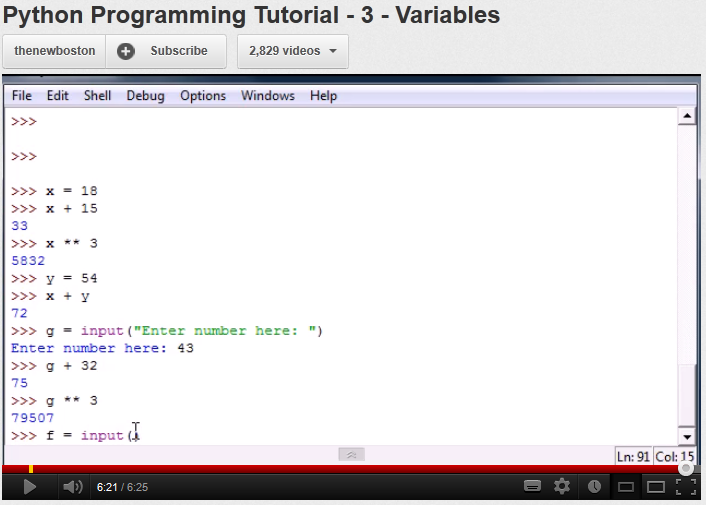 Python Programming Tutorial - 3 - Variables
thenewboston Subscribe 2,829 videos
File Edit Shell Debug Options Windows Help
>>>
>>>
>>> x = 18
>>> x + 15
33
>>> x ** 3
5832
>>> y = 54
>>> x + y
72
>>> g = input("Enter number here: ")
Enter number here: 43
>>> g + 32
75
>>> g ** 3
79507
>>> f = input(
Ln: 91 Col: 15
6:21 / 6:25